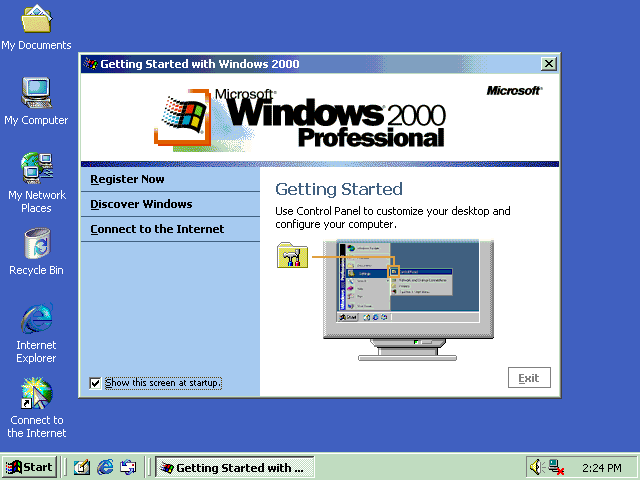 My Documents
My Computer
My Network
Places
Recycle Bin
Internet
Explorer
Connect to
the Internet
Getting Started with Windows 2000
Microsoft
Microsoft
Windows 2000
Professional
Register Now
Discover Windows
Connect to the Internet
Getting Started
Use Control Panel to customize your desktop and
configure your computer.
Start
Show this screen at startup.
Exit
Start
Getting Started with ...
2:24 PM